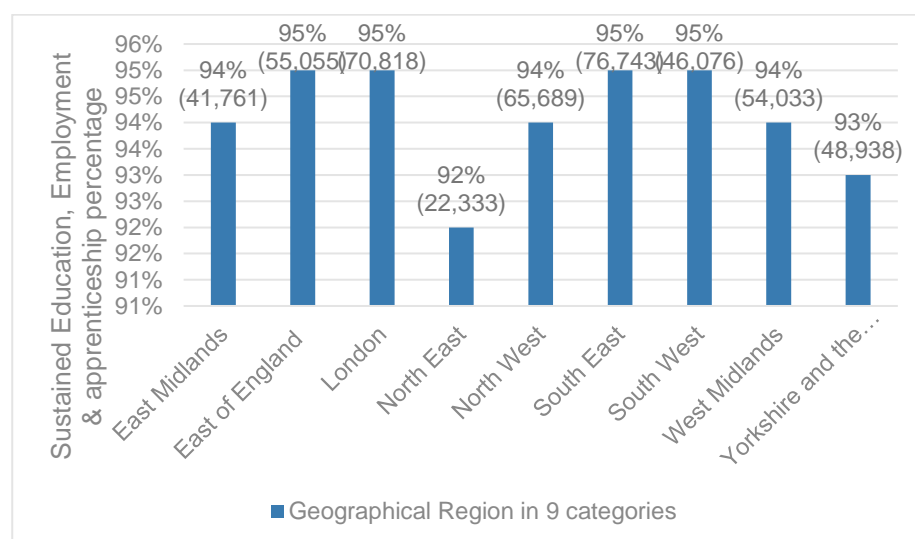 Sustained Education, Employment
& apprenticeship percentage
96%
95%
95%
94%
94%
93%
93%
92%
92%
91%
91%
94%
(41,761)
95%
(55,055)
95%
(70,818)
92%
(22,333)
94%
(65,689)
95%
(76,743)
95%
(46,076)
94%
(54,033)
93%
(48,938)
East Midlands
East of England
London
North East
North West
South East
South West
West Midlands
Yorkshire and the…
Geographical Region in 9 categories